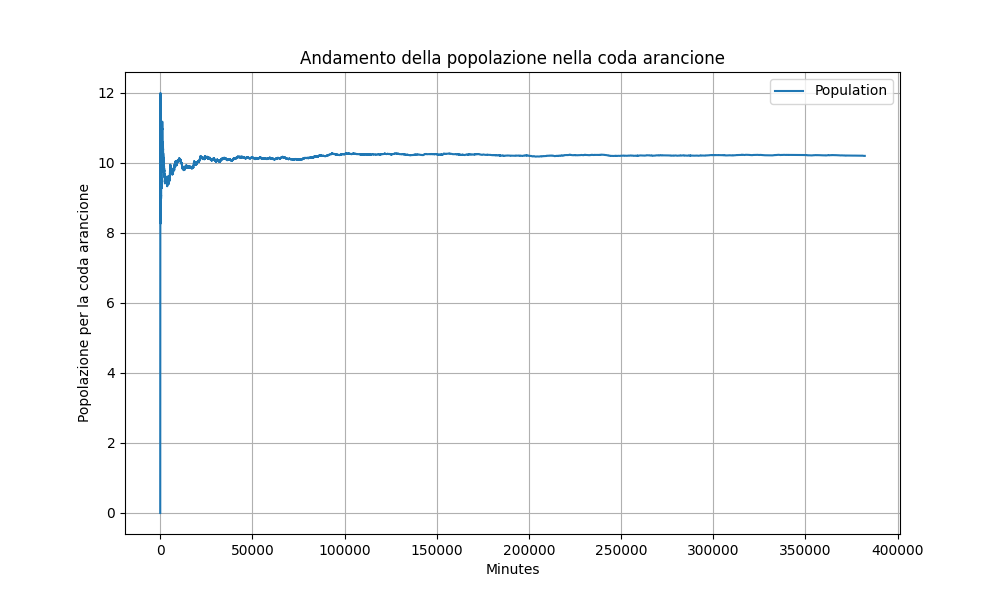 Andamento della popolazione nella coda arancione
Population
Popolazione per la coda arancione
12
10
8
6
4
2
0
0 50000 100000 150000 200000 250000 300000 350000 400000
Minutes